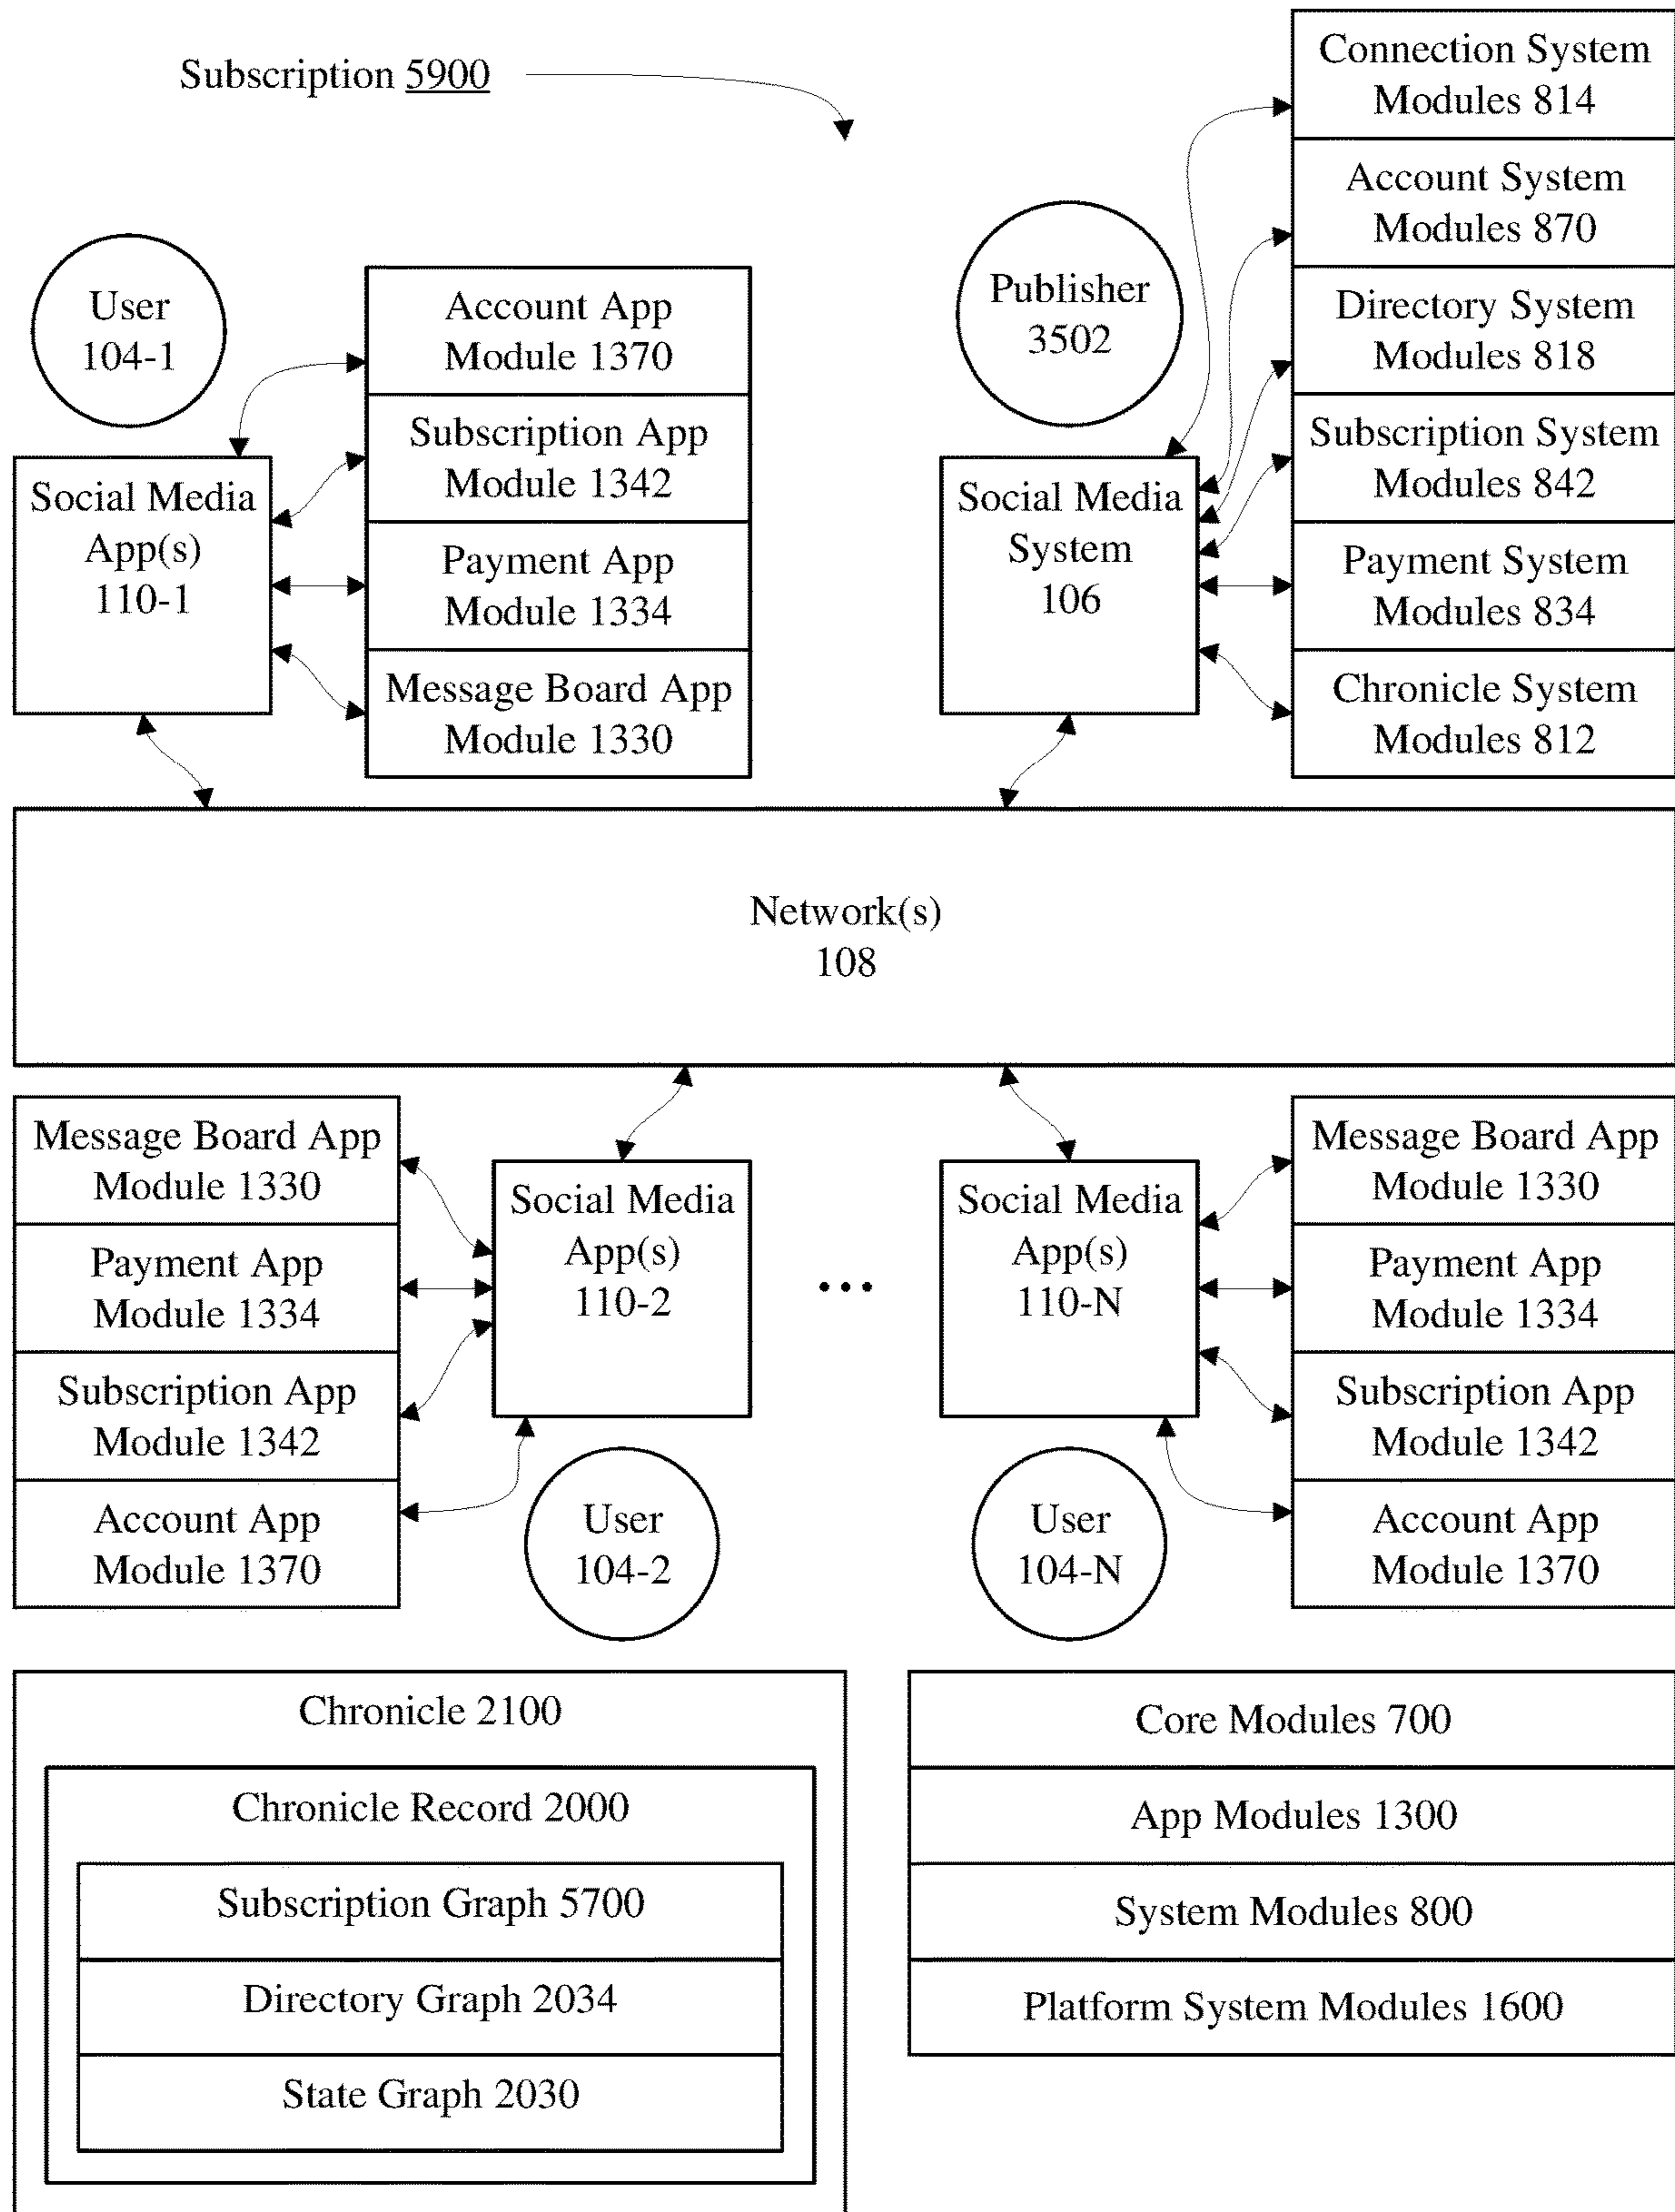 Subscription 5900
User
104-1
Social Media
App(s)
110-1
Account App
Module 1370
Subscription App
Module 1342
Payment App
Module 1334
Message Board App
Module 1330
Publisher
3502
Social Media
System
106
Connection System
Modules 814
Account System
Modules 870
Directory System
Modules 818
Subscription System
Modules 842
Payment System
Modules 834
Chronicle System
Modules 812
Network(s)
108
Message Board App
Module 1330
Payment App
Module 1334
Subscription App
Module 1342
Account App
Module 1370
Social Media
App(s)
110-2
User
104-2
...
Social Media
App(s)
110-N
User
104-N
Message Board App
Module 1330
Payment App
Module 1334
Subscription App
Module 1342
Account App
Module 1370
Chronicle 2100
Chronicle Record 2000
Subscription Graph 5700
Directory Graph 2034
State Graph 2030
Core Modules 700
App Modules 1300
System Modules 800
Platform System Modules 1600